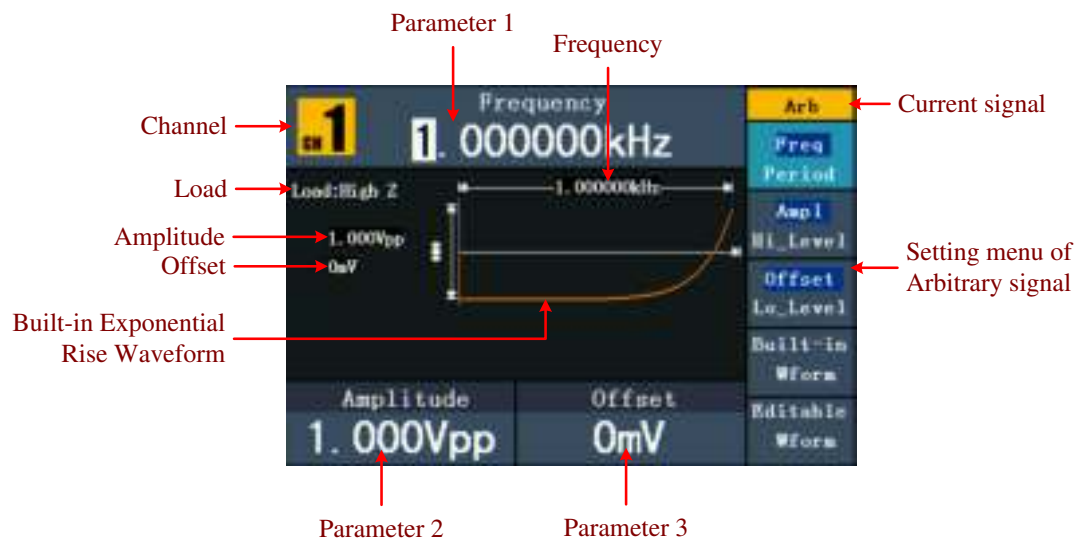 Parameter 1
Frequency
Channel
Load
Amplitude
Offset
Built-in Exponential
Rise Waveform
CH 1
Frequency
1.000000kHz
Load:High Z
1.000000kHz
1.000Vpp
0mV
Amplitude
1.000Vpp
Offset
0mV
Arb
Freq
Period
Ampl
Hi_Level
Offset
Lo_Level
Built-in
Wform
Editable
Wform
Current signal
Setting menu of
Arbitrary signal
Parameter 2
Parameter 3